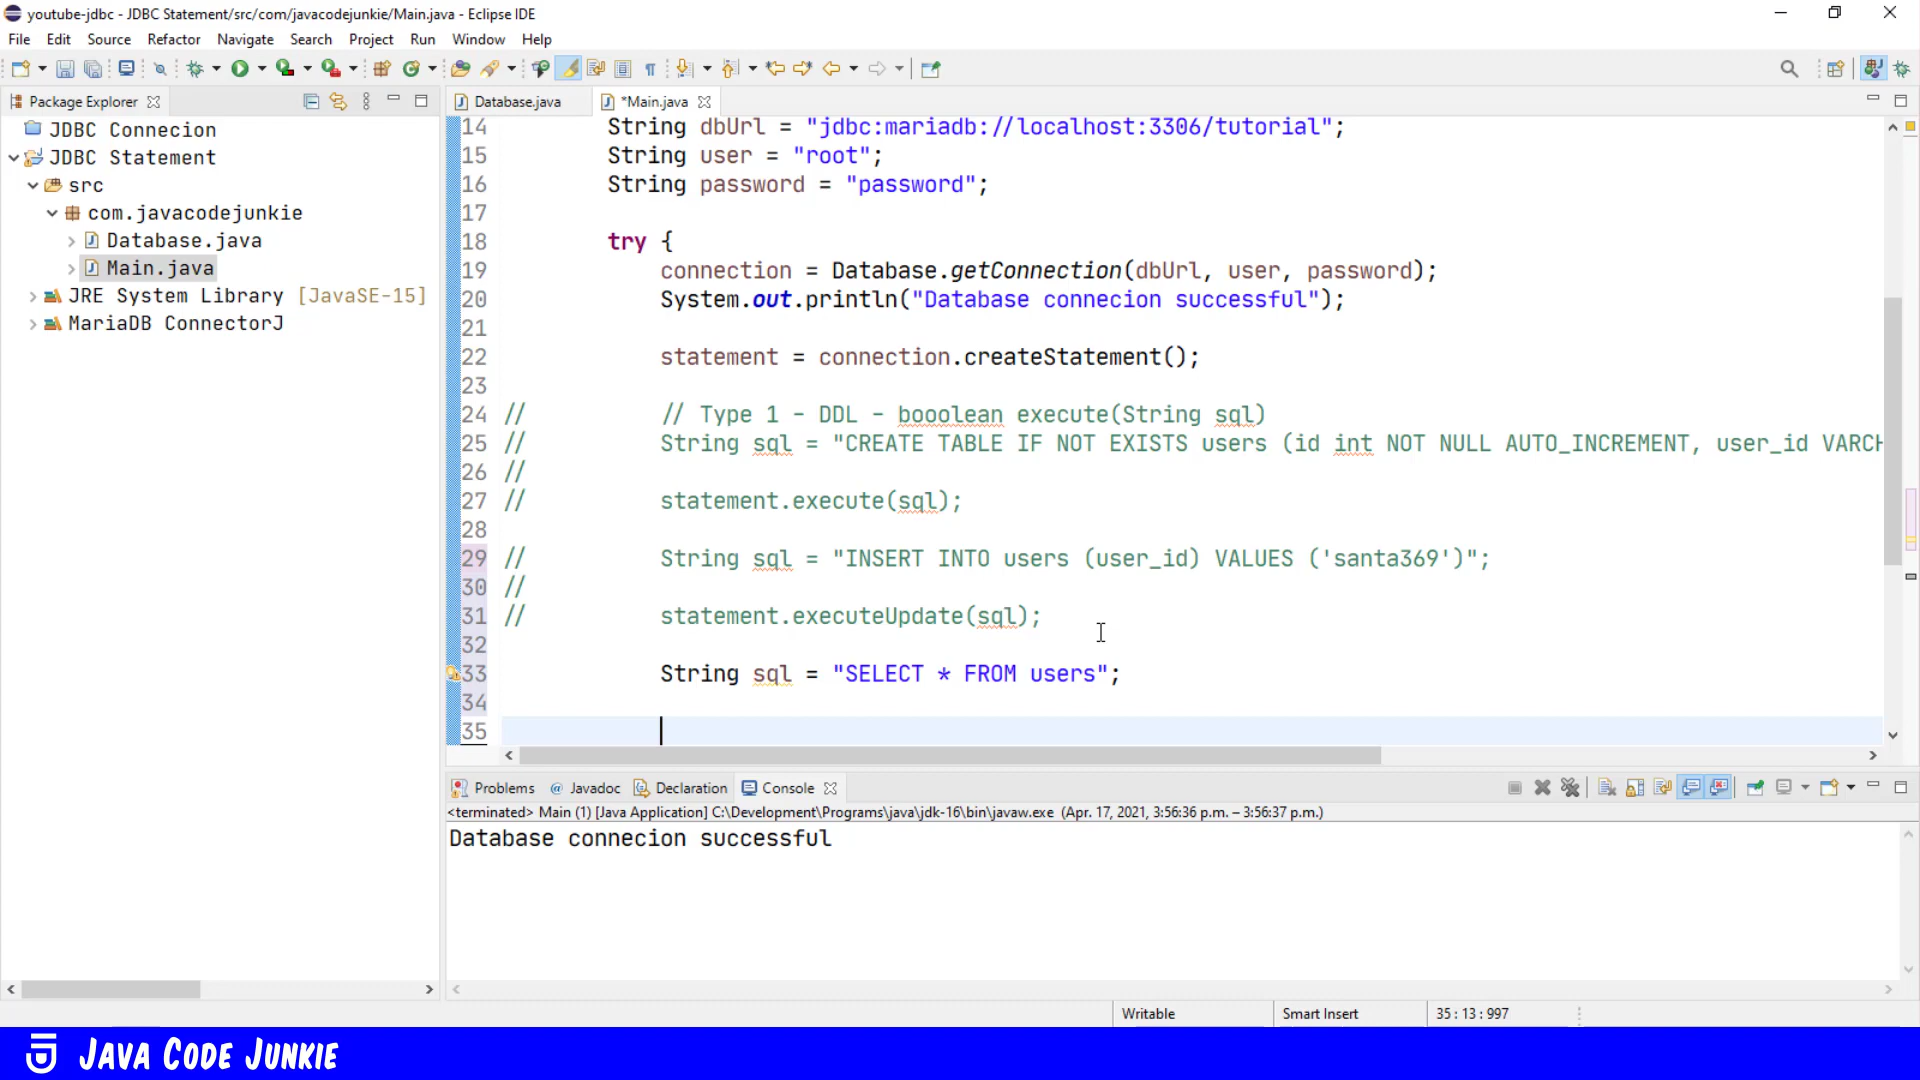 youtube-jdbc - JDBC Statement/src/com/javacodejunkie/Main.java - Eclipse IDE
File Edit Source Refactor Navigate Search Project Run Window Help
Package Explorer
JDBC Connecion
JDBC Statement
src
com.javacodejunkie
Database.java
Main.java
JRE System Library [JavaSE-15]
MariaDB ConnectorJ
Database.java *Main.java
14 String dbUrl = "jdbc:mariadb://localhost:3306/tutorial";
15 String user = "root";
16 String password = "password";
17
18 try {
19 connection = Database.getConnection(dbUrl, user, password);
20 System.out.println("Database connecion successful");
21
22 statement = connection.createStatement();
23
24 // // Type 1 - DDL - booolean execute(String sql)
25 // String sql = "CREATE TABLE IF NOT EXISTS users (id int NOT NULL AUTO_INCREMENT, user_id VARCH
26 //
27 // statement.execute(sql);
28
29 // String sql = "INSERT INTO users (user_id) VALUES ('santa369')";
30 //
31 // statement.executeUpdate(sql);
32
33 String sql = "SELECT * FROM users";
34
35
Problems @ Javadoc Declaration Console
<terminated> Main (1) [Java Application] C:\Development\Programs\java\jdk-16\bin\javaw.exe (Apr. 17, 2021, 3:56:36 p.m. – 3:56:37 p.m.)
Database connecion successful
Writable Smart Insert 35 : 13 : 997
JAVA CODE JUNKIE